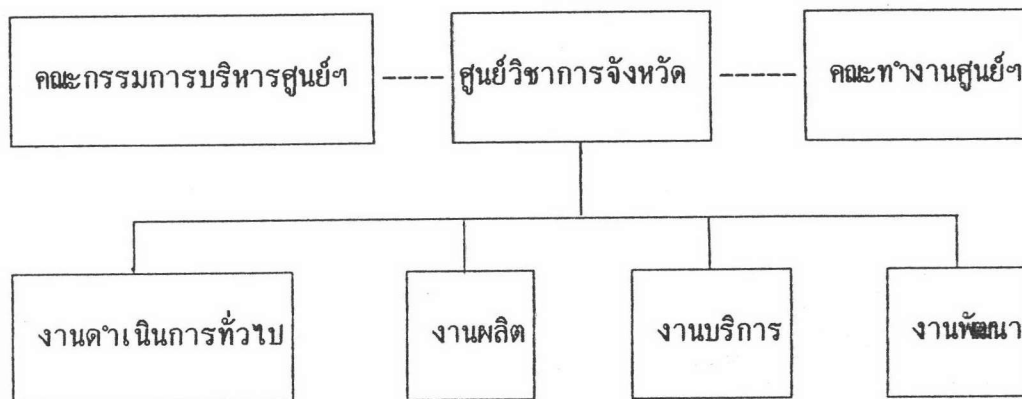 คณะกรรมการบริหารศูนย์ฯ ศูนย์วิชาการจังหวัด คณะทำงานศูนย์ฯ
งานดำเนินการทั่วไป งานผลิต งานบริการ งานพัฒนา